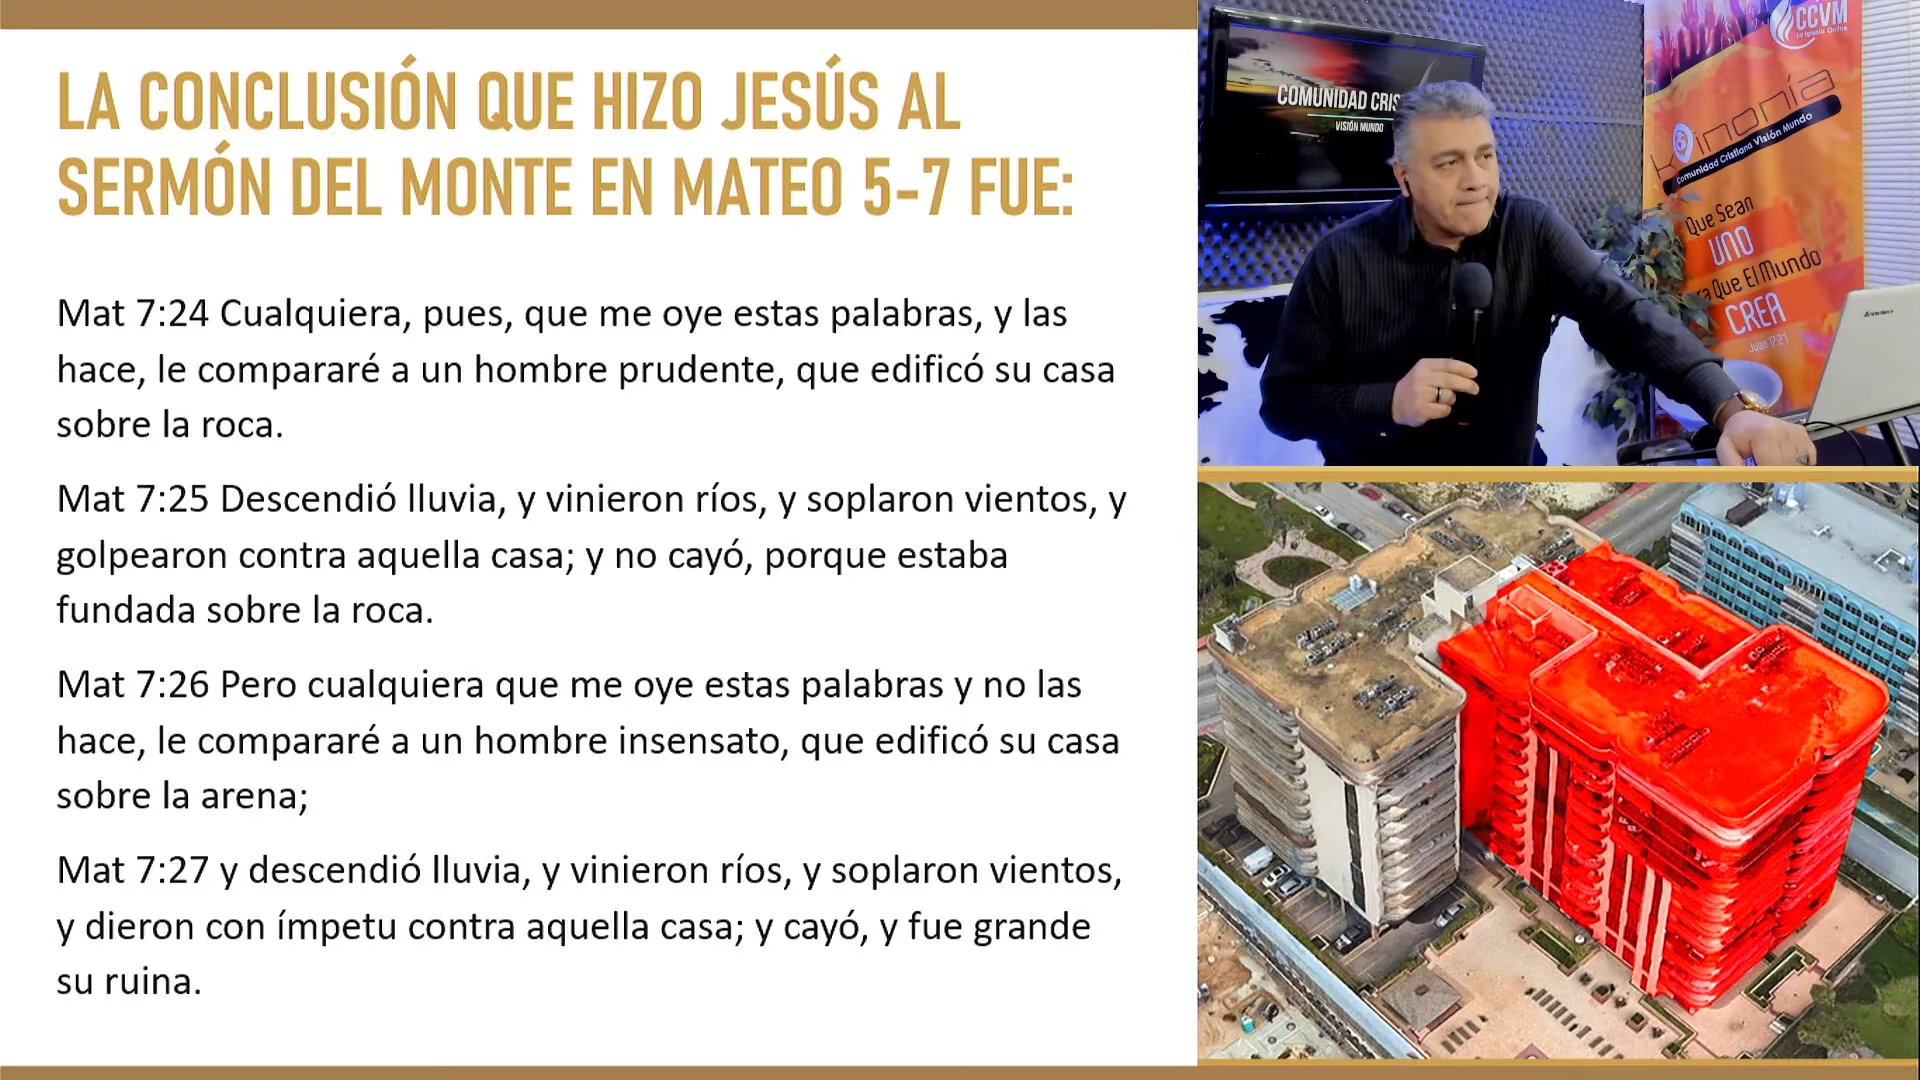 LA CONCLUSIÓN QUE HIZO JESÚS AL
SERMÓN DEL MONTE EN MATEO 5-7 FUE:
Mat 7:24 Cualquiera, pues, que me oye estas palabras, y las
hace, le compararé a un hombre prudente, que edificó su casa
sobre la roca.
Mat 7:25 Descendió lluvia, y vinieron ríos, y soplaron vientos, y
golpearon contra aquella casa; y no cayó, porque estaba
fundada sobre la roca.
Mat 7:26 Pero cualquiera que me oye estas palabras y no las
hace, le compararé a un hombre insensato, que edificó su casa
sobre la arena;
Mat 7:27 y descendió lluvia, y vinieron ríos, y soplaron vientos,
y dieron con ímpetu contra aquella casa; y cayó, y fue grande
su ruina.
COMUNIDAD CRIS
VISIÓN MUNDO
CCVM
La Iglesia Online
koinonía
Comunidad Cristiana Visión Mundo
Que Sean
UNO
ra Que El Mundo
CREA
Juan 17:21
lenovo